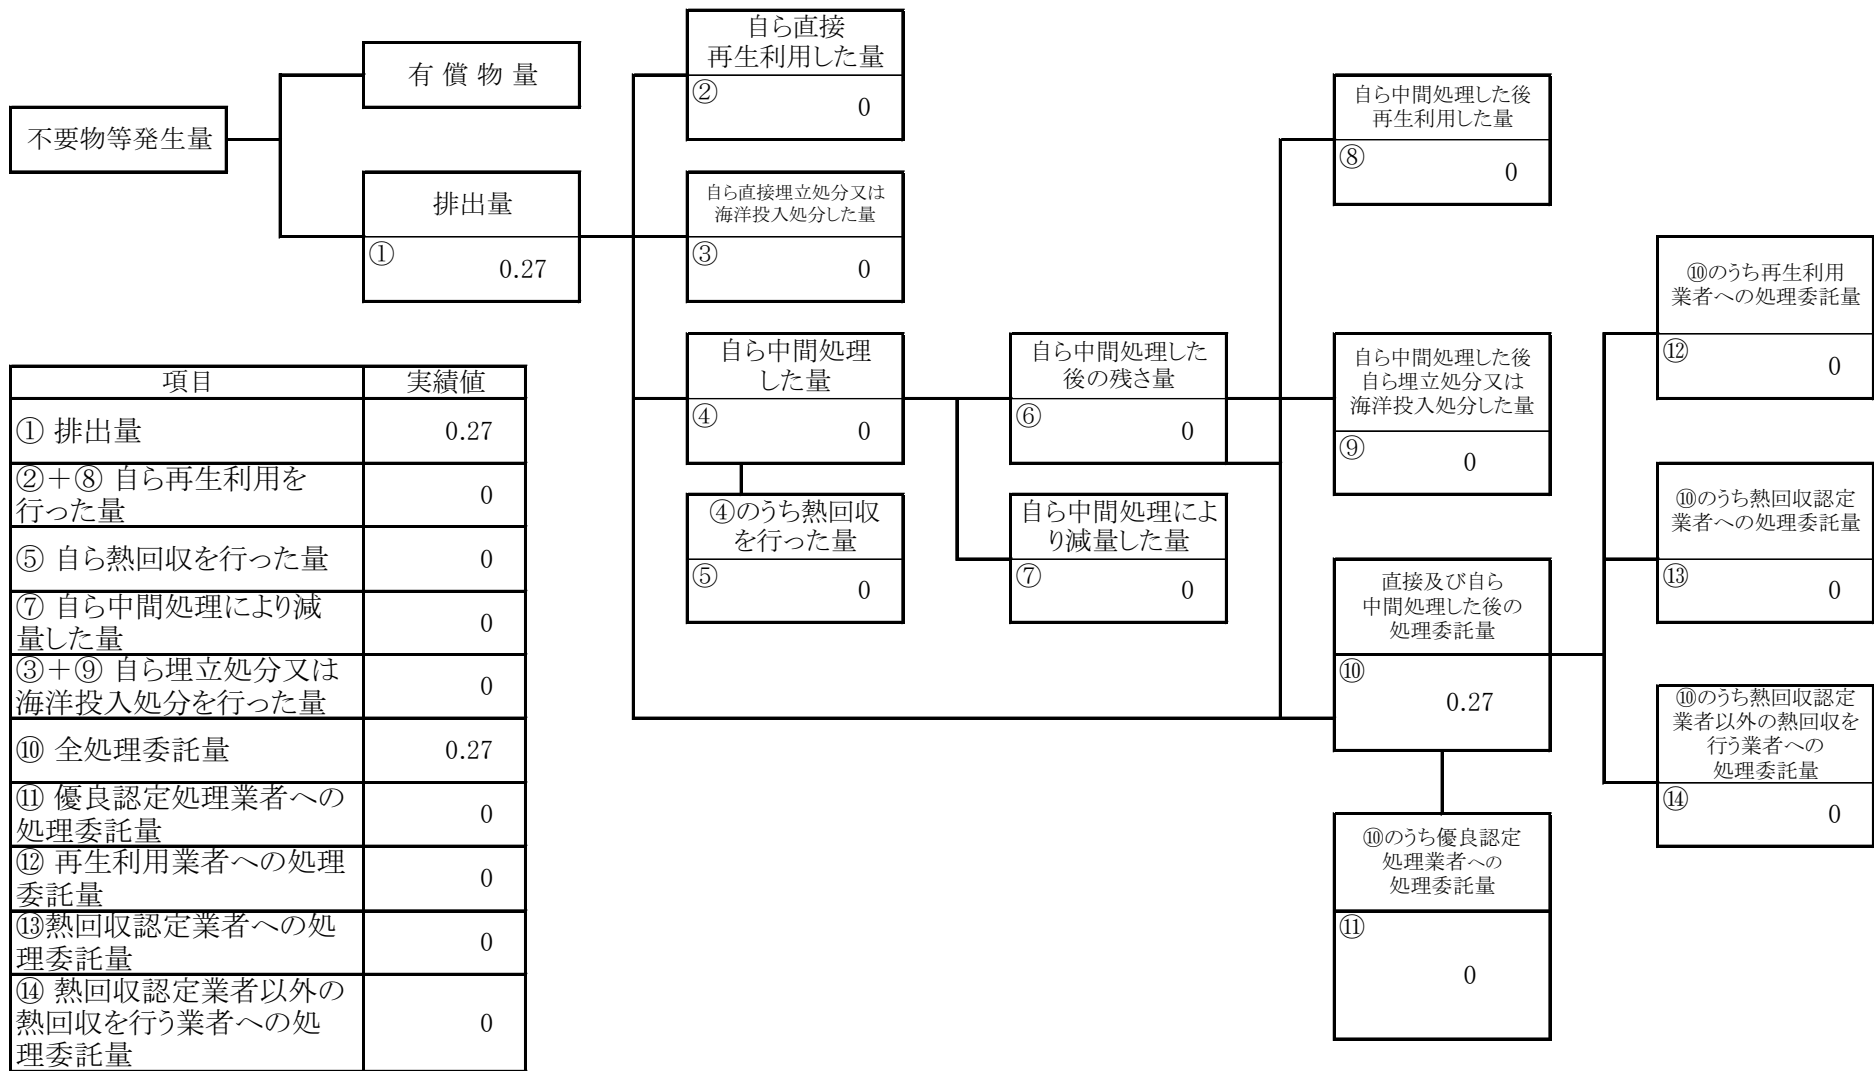 不要物等発生量
有 償 物 量
排出量
①
0.27
自ら直接
再生利用した量
②
0
自ら直接埋立処分又は
海洋投入処分した量
③
0
自ら中間処理
した量
④
0
④のうち熱回収
を行った量
⑤
0
自ら中間処理した
後の残さ量
⑥
0
自ら中間処理によ
り減量した量
⑦
0
自ら中間処理した後
再生利用した量
⑧
0
自ら中間処理した後
自ら埋立処分又は
海洋投入処分した量
⑨
0
直接及び自ら
中間処理した後の
処理委託量
⑩
0.27
⑩のうち優良認定
処理業者への
処理委託量
⑪
0
⑩のうち再生利用
業者への処理委託量
⑫
0
⑩のうち熱回収認定
業者への処理委託量
⑬
0
⑩のうち熱回収認定
業者以外の熱回収を
行う業者への
処理委託量
⑭
0
項目 実績値
① 排出量 0.27
②＋⑧ 自ら再生利用を
行った量 0
⑤ 自ら熱回収を行った量 0
⑦ 自ら中間処理により減
量した量 0
③＋⑨ 自ら埋立処分又は
海洋投入処分を行った量 0
⑩ 全処理委託量 0.27
⑪ 優良認定処理業者への
処理委託量 0
⑫ 再生利用業者への処理
委託量 0
⑬熱回収認定業者への処
理委託量 0
⑭ 熱回収認定業者以外の
熱回収を行う業者への処
理委託量 0